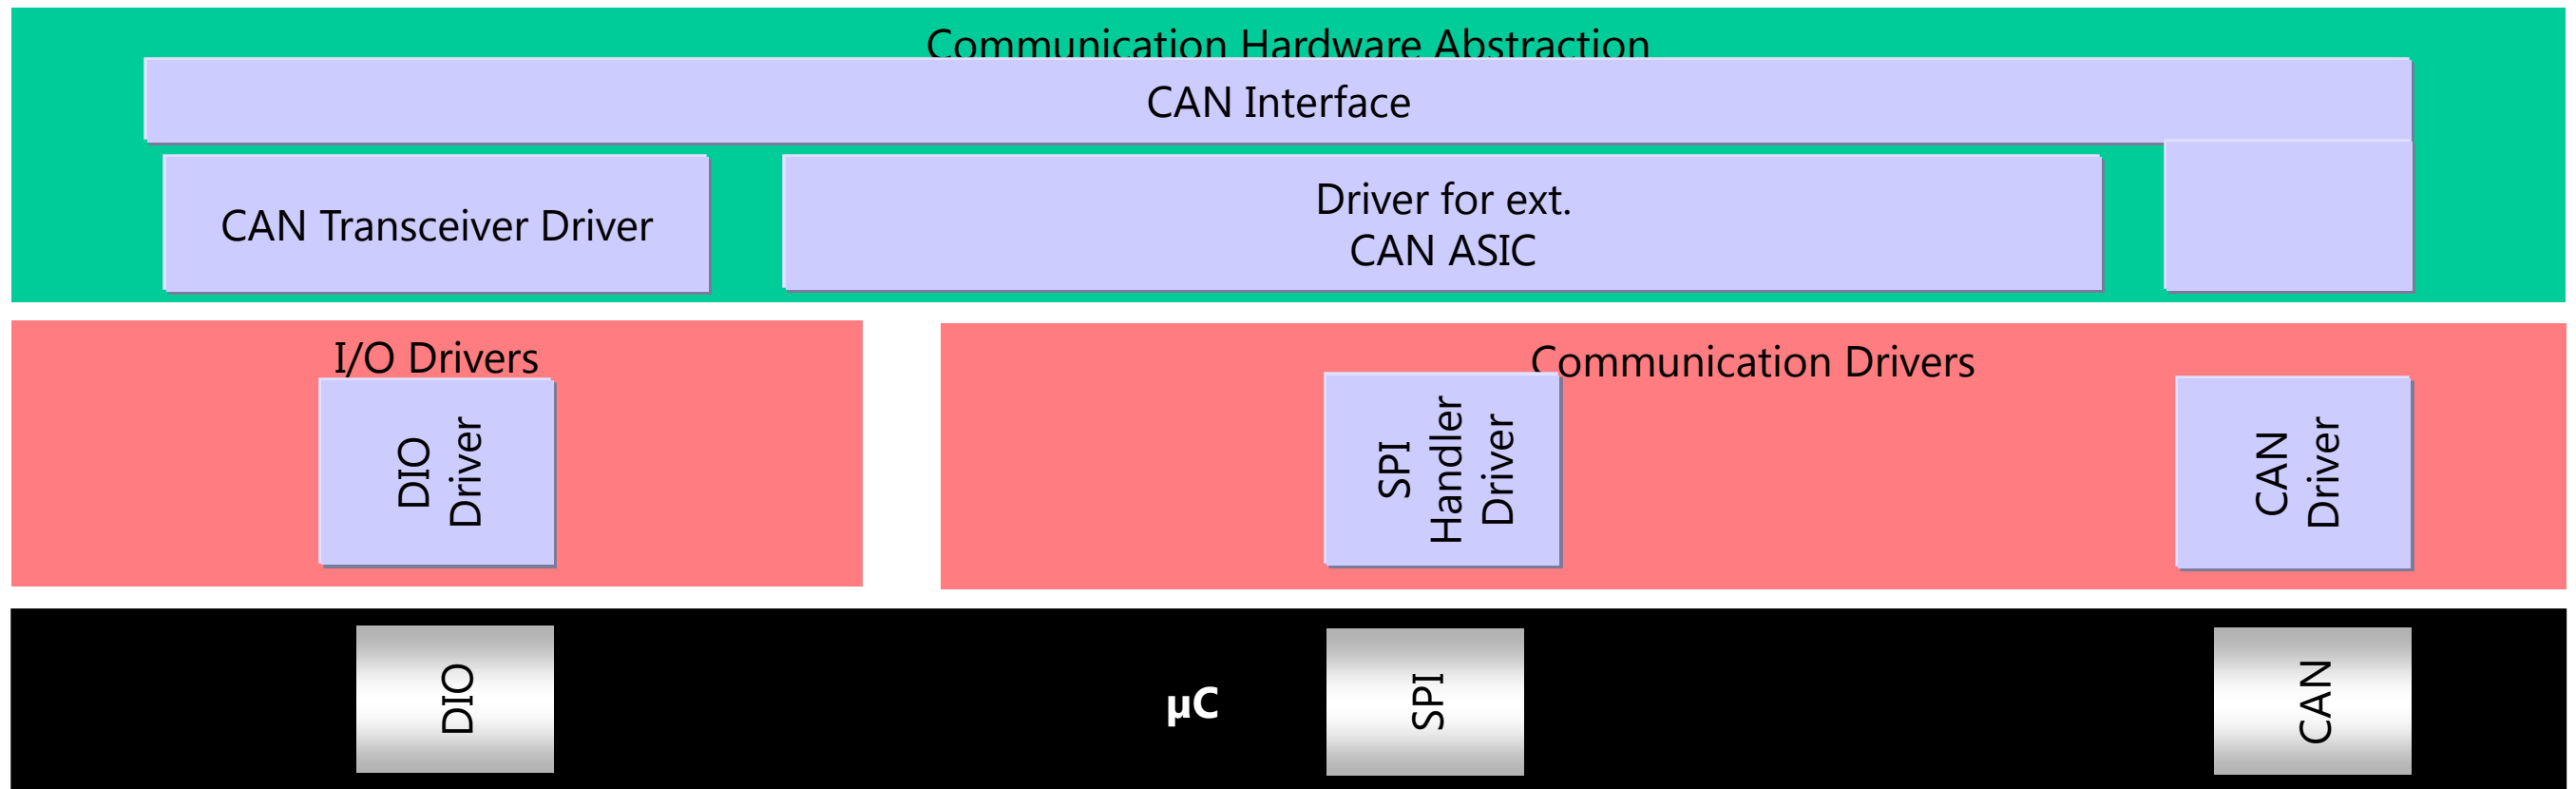 Communication Hardware Abstraction
CAN Interface
CAN Transceiver Driver
Driver for ext.
CAN ASIC
I/O Drivers
Communication Drivers
DIO
Driver
SPI
Handler
Driver
CAN
Driver
DIO
µC
SPI
CAN